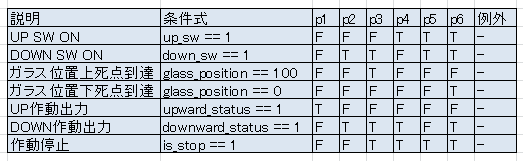 説明 条件式 p1 p2 p3 p4 p5 p6 例外
UP SW ON up_sw == 1 F F F T T T −
DOWN SW ON down_sw == 1 F T T F T T −
ガラス位置上死点到達 glass_position == 100 F F T F F F −
ガラス位置下死点到達 glass_position == 0 F F F F F T −
UP作動出力 upward_status == 1 T F F F F F −
DOWN作動出力 downward_status == 1 F T T T F T −
作動停止 is_stop == 1 F F T T T T −